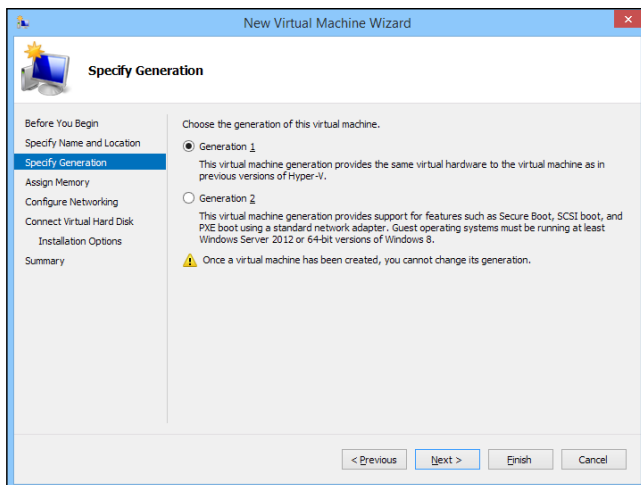 New Virtual Machine Wizard
Specify Generation
Before You Begin
Specify Name and Location
Specify Generation
Assign Memory
Configure Networking
Connect Virtual Hard Disk
Installation Options
Summary
Choose the generation of this virtual machine.
Generation 1
This virtual machine generation provides the same virtual hardware to the virtual machine as in
previous versions of Hyper-V.
Generation 2
This virtual machine generation provides support for features such as Secure Boot, SCSI boot, and
PXE boot using a standard network adapter. Guest operating systems must be running at least
Windows Server 2012 or 64-bit versions of Windows 8.
Once a virtual machine has been created, you cannot change its generation.
< Previous
Next >
Finish
Cancel